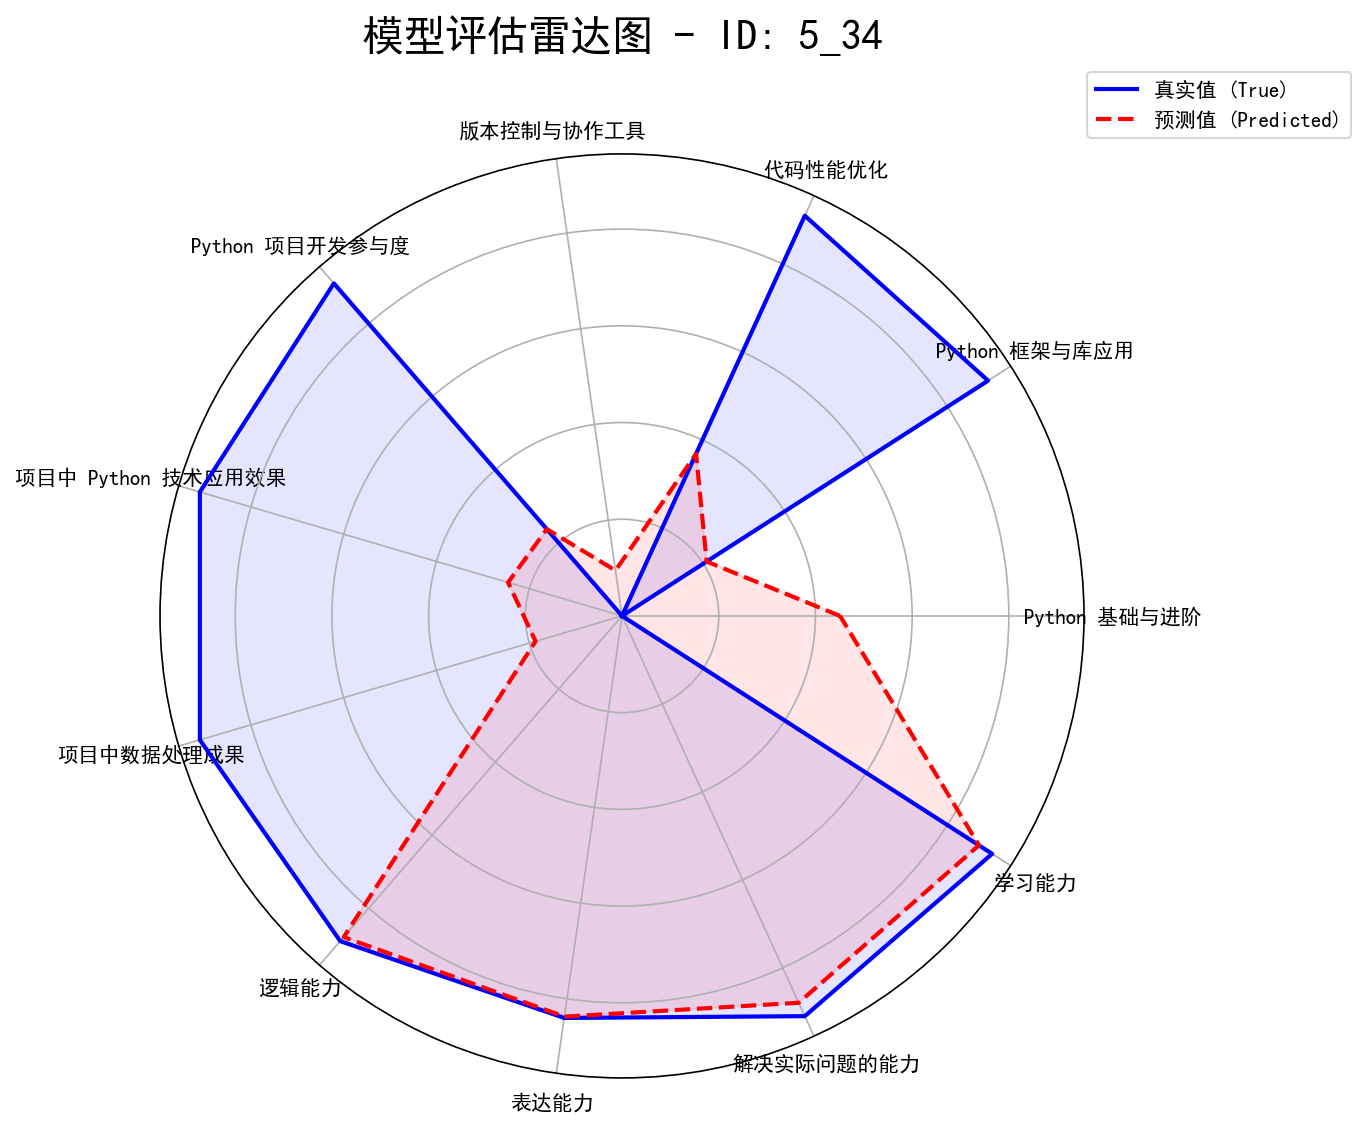 模型评估雷达图 - ID: 5_34
真实值 (True)
预测值 (Predicted)
版本控制与协作工具
代码性能优化
Python 项目开发参与度
Python 框架与库应用
项目中 Python 技术应用效果
Python 基础与进阶
项目中数据处理成果
学习能力
逻辑能力
解决实际问题的能力
表达能力